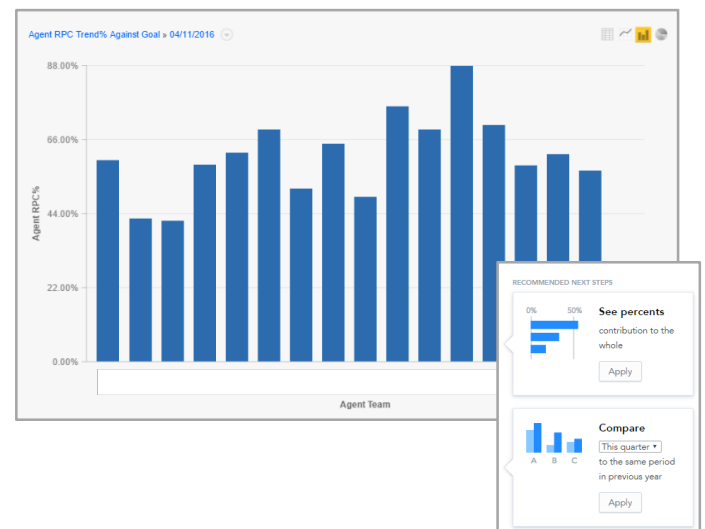 Agent RPC Trend% Against Goal » 04/11/2016
88.00%
66.00%
44.00%
22.00%
0.00%
Agent RPC%
Agent Team
RECOMMENDED NEXT STEPS
0% 50%
See percents
contribution to the
whole
Apply
A B C
Compare
This quarter
to the same period
in previous year
Apply